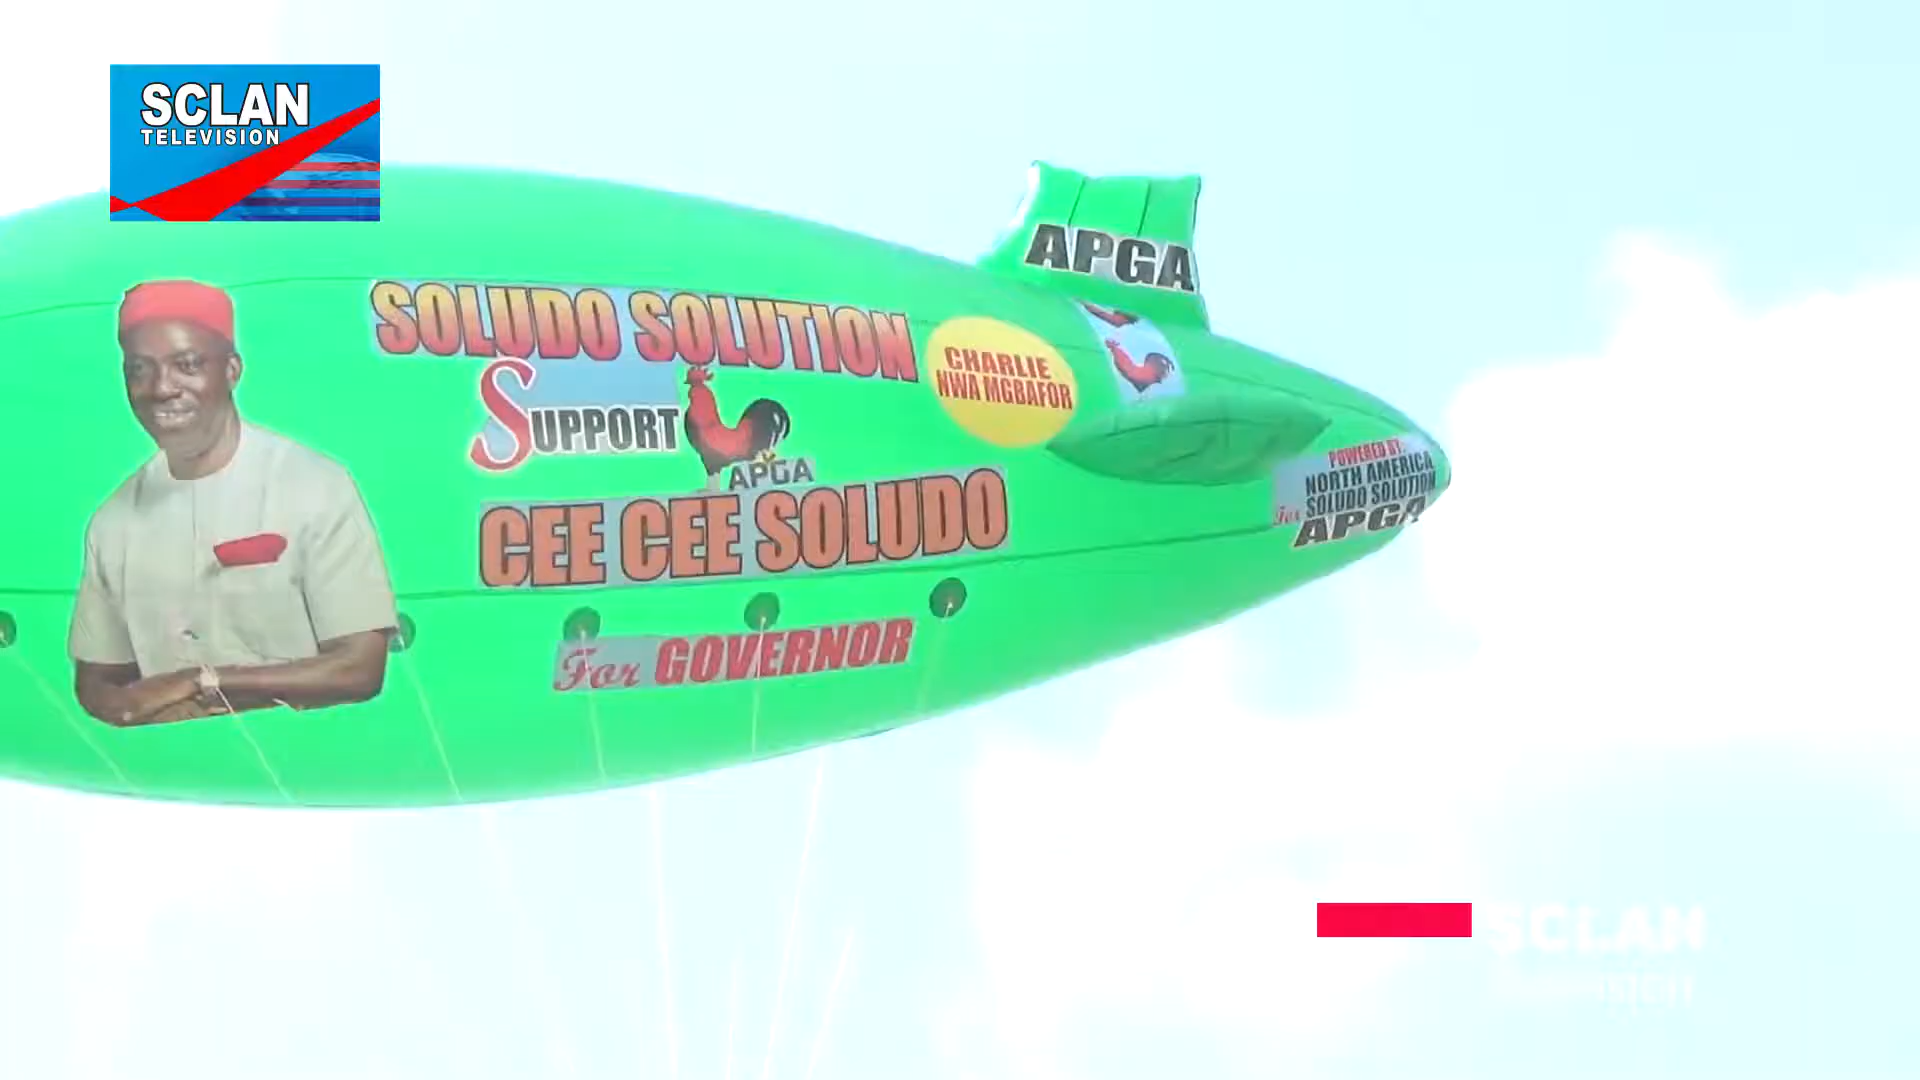 SCLAN
TELEVISION
APGA
SOLUDO SOLUTION
CHARLIE
NWA MGBAFOR
SUPPORT
APGA
CEE CEE SOLUDO
For GOVERNOR
POWERED BY:
NORTH AMERICA
For SOLUDO SOLUTION
APGA
SCLAN